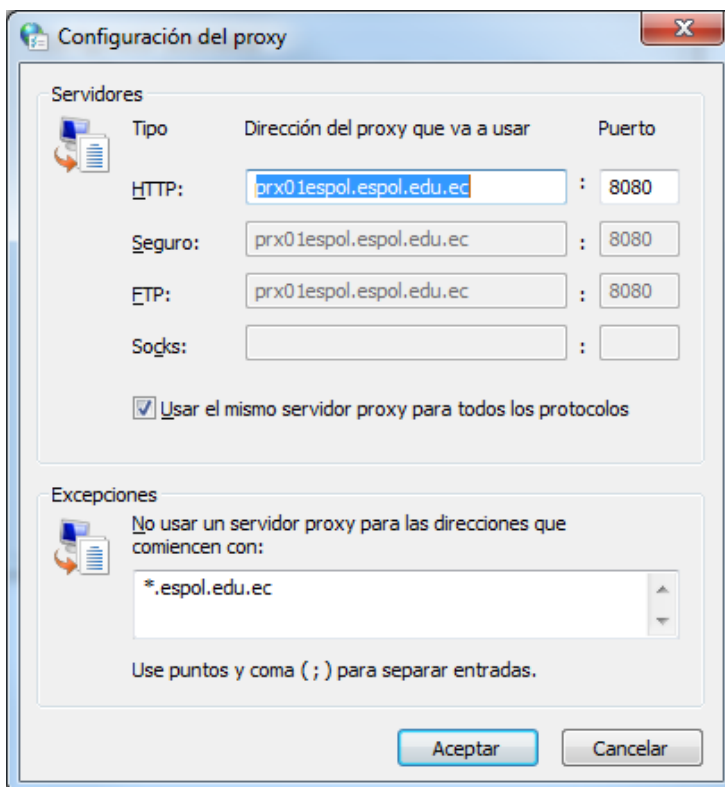 Configuración del proxy
Servidores
Tipo Dirección del proxy que va a usar Puerto
HTTP: prx01espol.espol.edu.ec : 8080
Seguro: prx01espol.espol.edu.ec : 8080
FTP: prx01espol.espol.edu.ec : 8080
Socks: :
Usar el mismo servidor proxy para todos los protocolos
Excepciones
No usar un servidor proxy para las direcciones que
comiencen con:
*.espol.edu.ec
Use puntos y coma ( ; ) para separar entradas.
Aceptar Cancelar